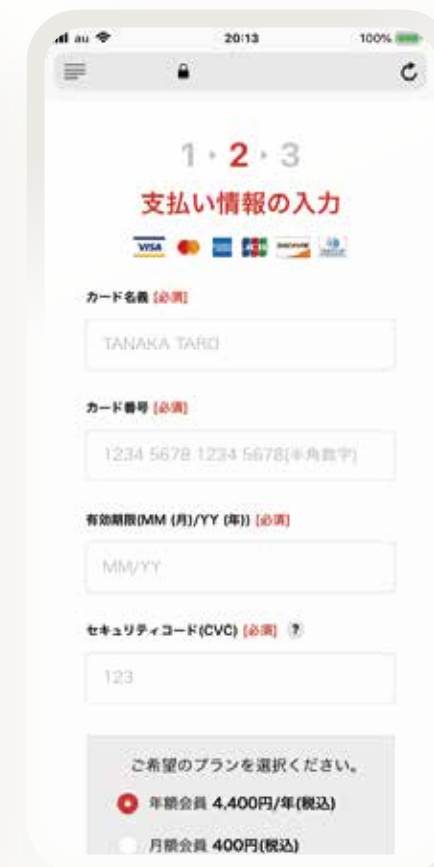 au 20:13 100%
1 ・ 2 ・ 3
支払い情報の入力
VISA JCB DISCOVER
カード名義 [必須]
TANAKA TARO
カード番号 [必須]
1234 5678 1234 5678(半角数字)
有効期限(MM (月)/YY (年)) [必須]
MM/YY
セキュリティコード(CVC) [必須] ?
123
ご希望のプランを選択ください。
年額会員 4,400円/年(税込)
月額会員 400円(税込)